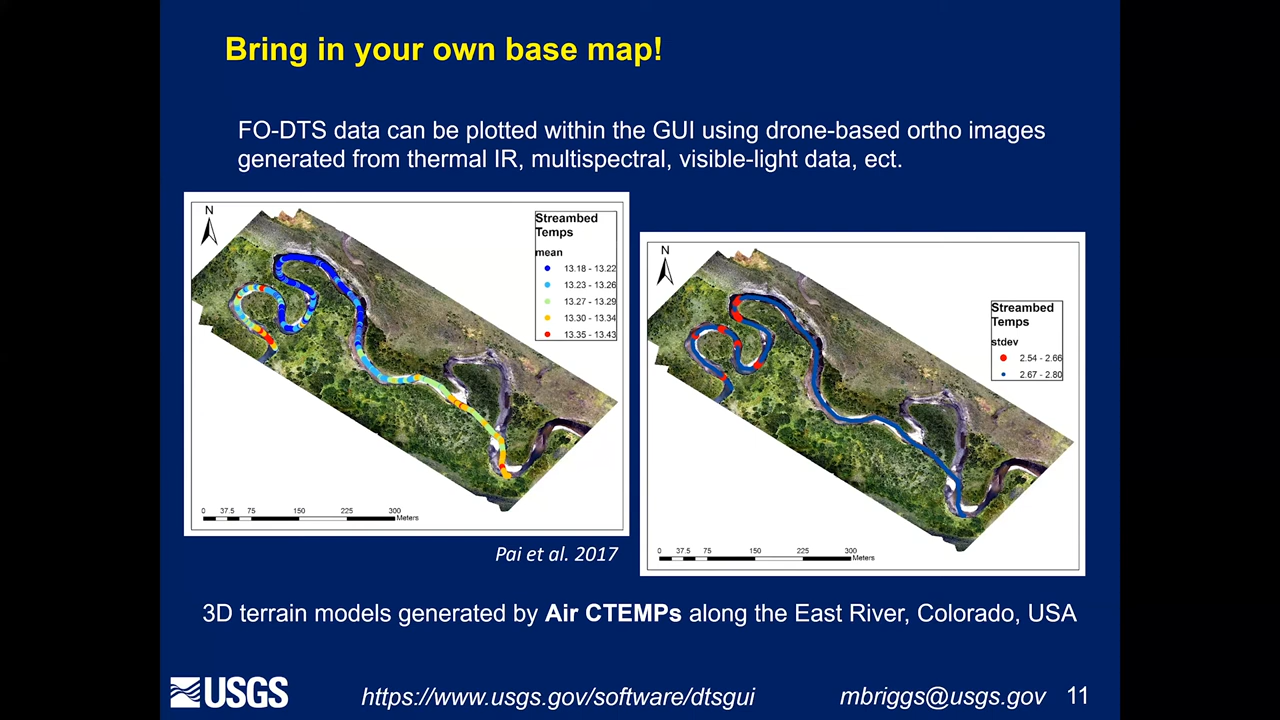 Bring in your own base map!
FO-DTS data can be plotted within the GUI using drone-based ortho images
generated from thermal IR, multispectral, visible-light data, ect.
N
Streambed
Temps
mean
13.18 - 13.22
13.23 - 13.26
13.27 - 13.29
13.30 - 13.34
13.35 - 13.43
0 37.5 75 150 225 300
Meters
N
Streambed
Temps
stdev
2.54 - 2.66
2.67 - 2.80
0 37.5 75 150 225 300
Meters
Pai et al. 2017
3D terrain models generated by Air CTEMPs along the East River, Colorado, USA
USGS
https://www.usgs.gov/software/dtsgui
mbriggs@usgs.gov 11